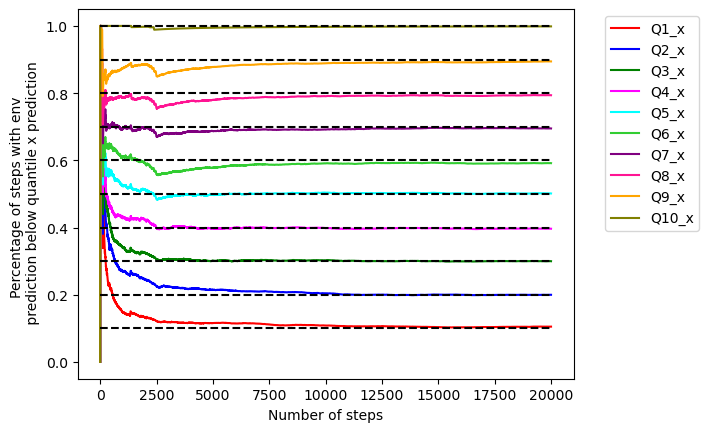 1.0
0.8
0.6
0.4
0.2
0.0
Percentage of steps with env
prediction below quantile x prediction
0
2500
5000
7500
10000
12500
15000
17500
20000
Number of steps
Q1_x
Q2_x
Q3_x
Q4_x
Q5_x
Q6_x
Q7_x
Q8_x
Q9_x
Q10_x